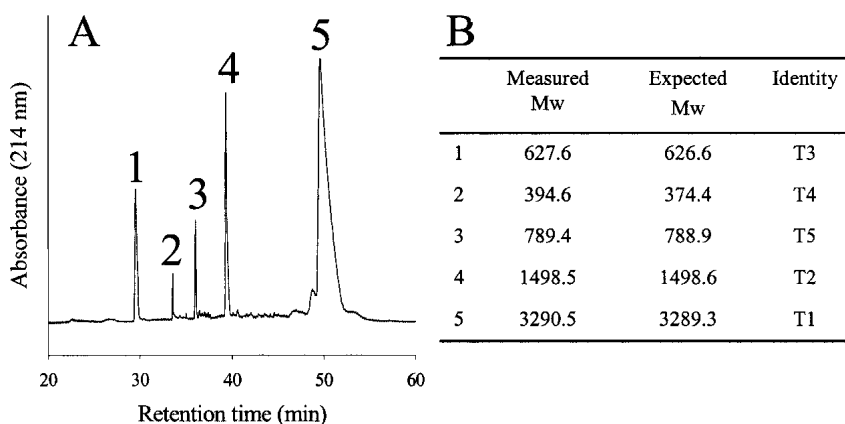 A
1
2
3
4
5
Absorbance (214 nm)
20 30 40 50 60
Retention time (min)
B
Measured Mw Expected Mw Identity
1 627.6 626.6 T3
2 394.6 374.4 T4
3 789.4 788.9 T5
4 1498.5 1498.6 T2
5 3290.5 3289.3 T1